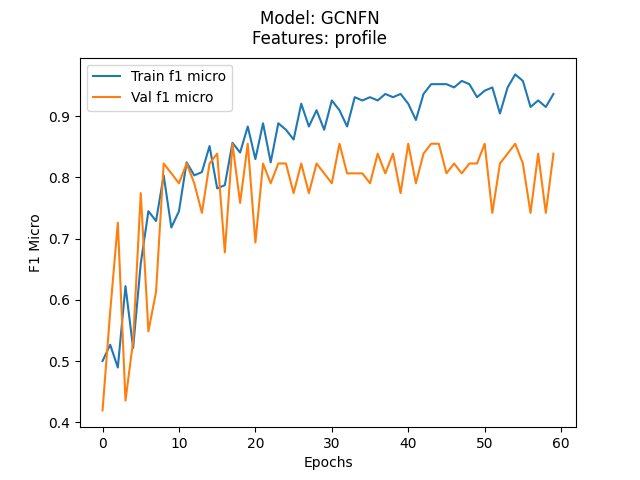 Model: GCNFN
Features: profile
Train f1 micro
Val f1 micro
F1 Micro
0.9
0.8
0.7
0.6
0.5
0.4
0 10 20 30 40 50 60
Epochs